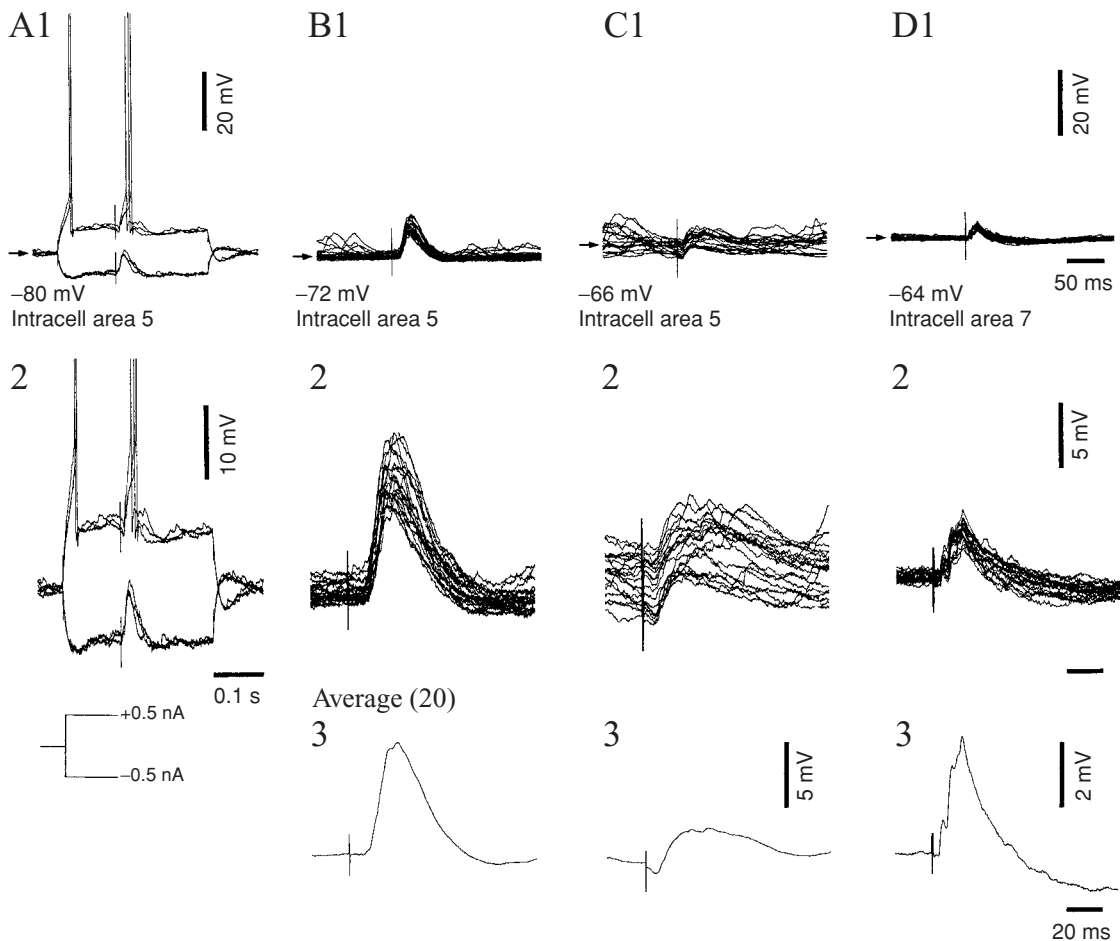 A1
B1
C1
D1
20 mV
20 mV
50 ms
–80 mV
Intracell area 5
–72 mV
Intracell area 5
–66 mV
Intracell area 5
–64 mV
Intracell area 7
2
2
2
2
10 mV
5 mV
0.1 s
+0.5 nA
–0.5 nA
Average (20)
3
3
3
5 mV
2 mV
20 ms